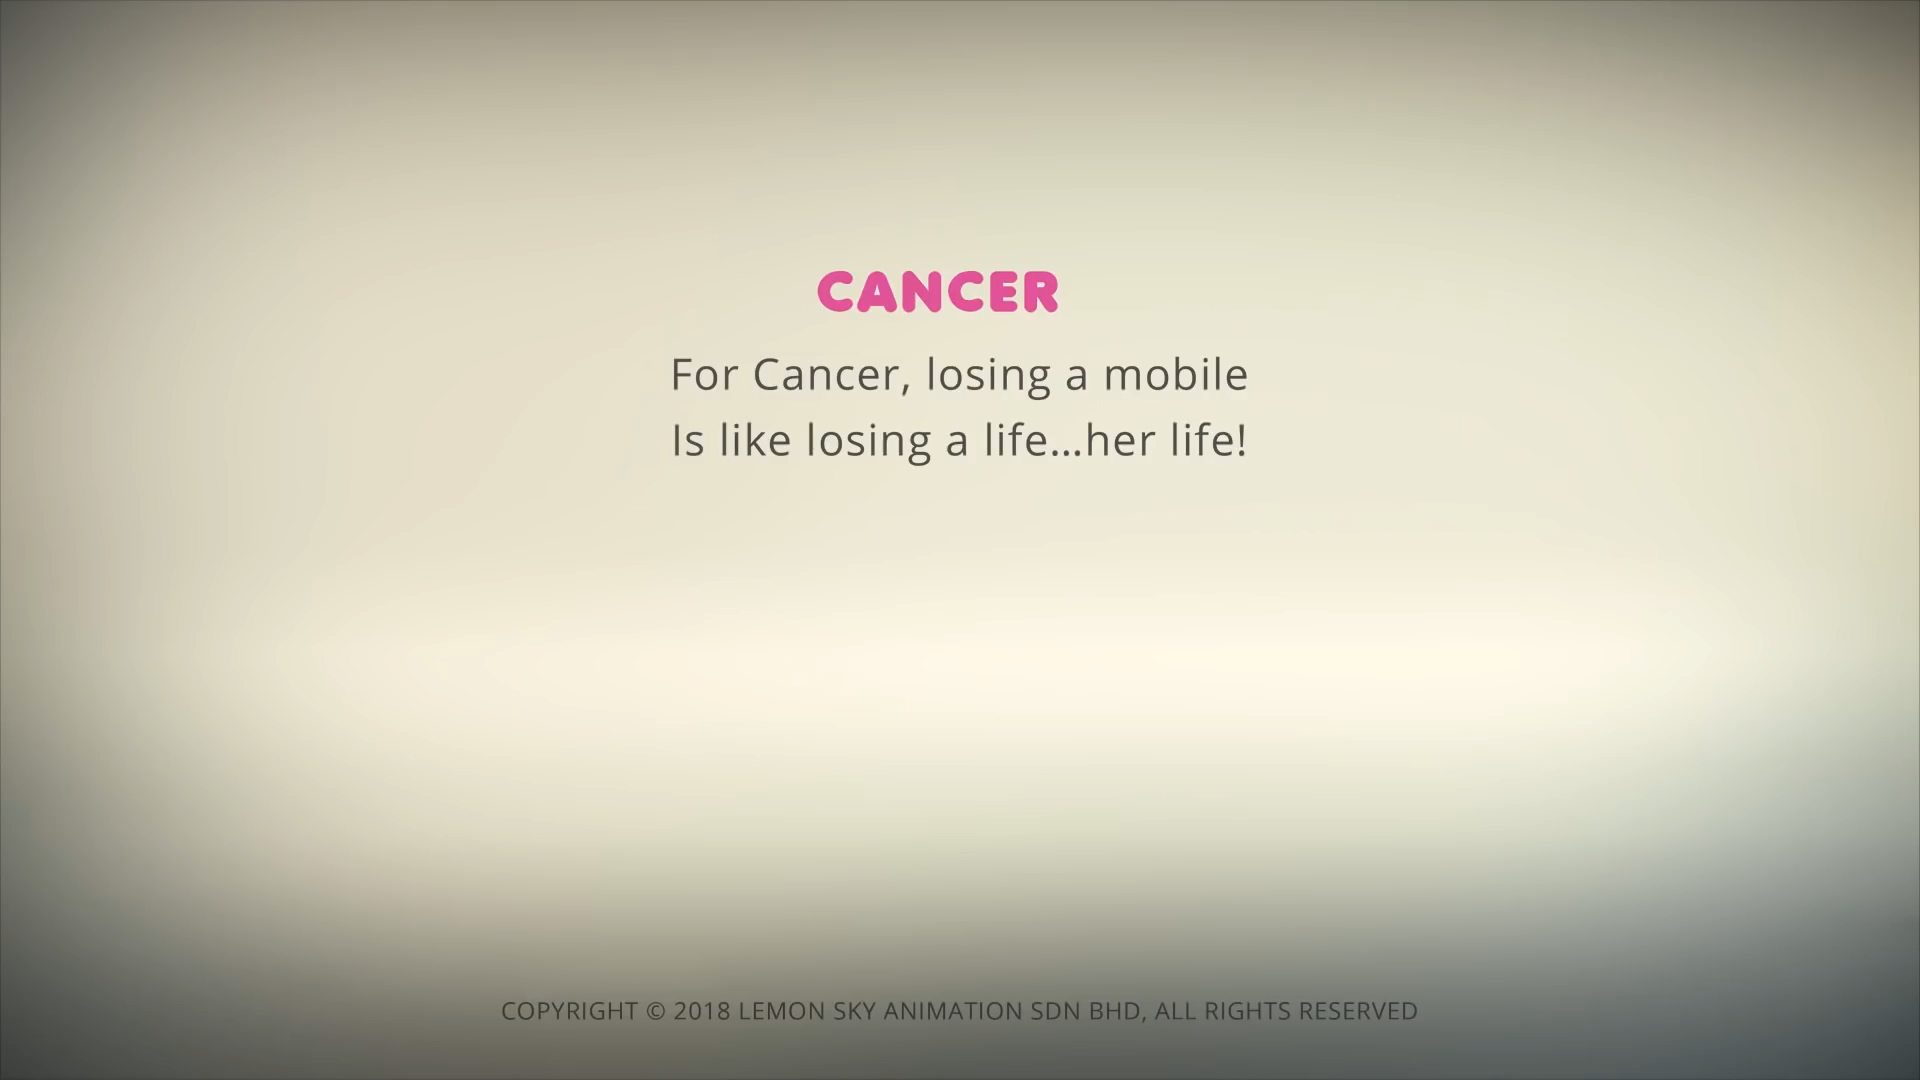 CANCER
For Cancer, losing a mobile
Is like losing a life...her life!
COPYRIGHT © 2018 LEMON SKY ANIMATION SDN BHD, ALL RIGHTS RESERVED